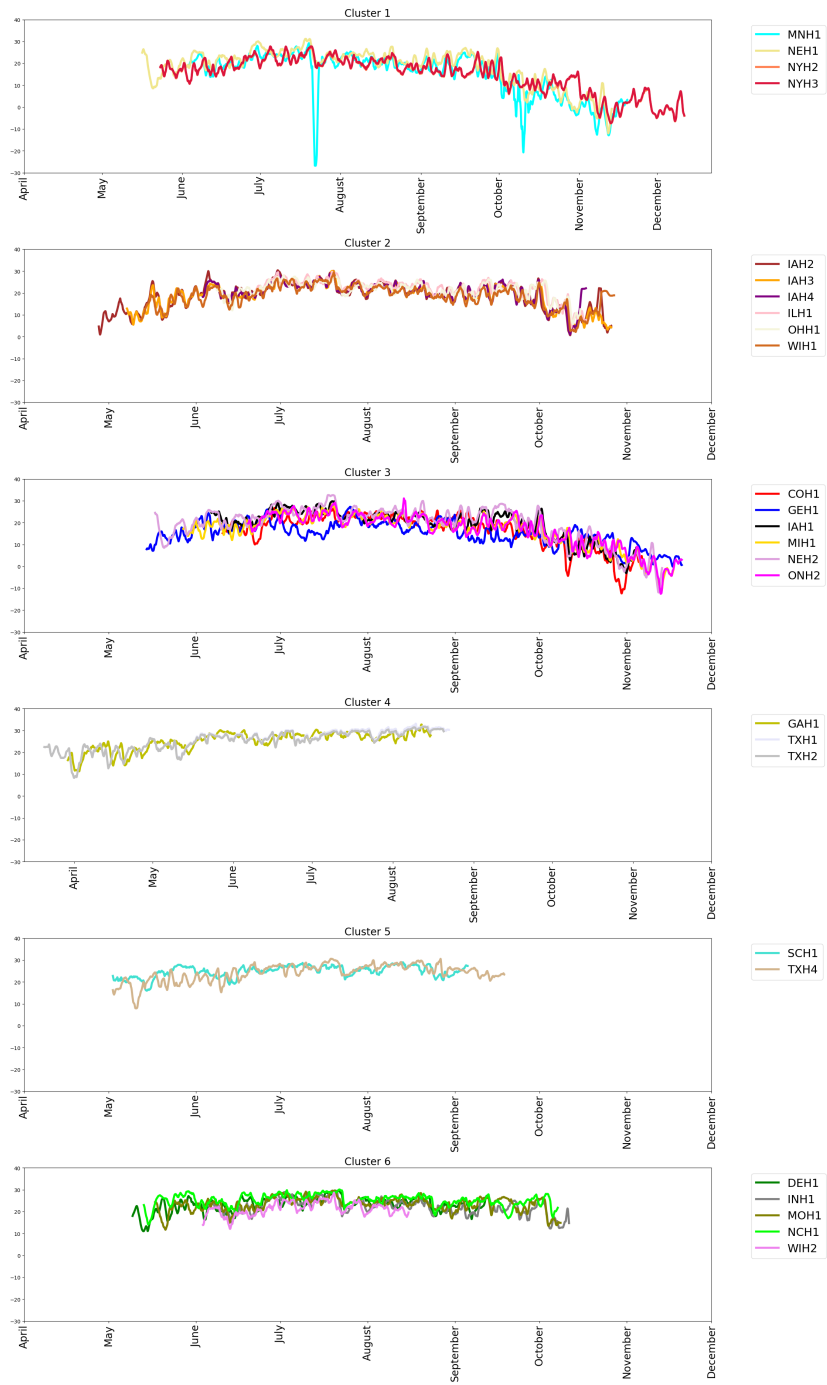 Cluster 1
40
30
20
10
0
−10
−20
−30
April
May
June
July
August
September
October
November
December
MNH1
NEH1
NYH2
NYH3
Cluster 2
40
30
20
10
0
−10
−20
−30
April
May
June
July
August
September
October
November
December
IAH2
IAH3
IAH4
ILH1
OHH1
WIH1
Cluster 3
40
30
20
10
0
−10
−20
−30
April
May
June
July
August
September
October
November
December
COH1
GEH1
IAH1
MIH1
NEH2
ONH2
Cluster 4
40
30
20
10
0
−10
−20
−30
April
May
June
July
August
September
October
November
December
GAH1
TXH1
TXH2
Cluster 5
40
30
20
10
0
−10
−20
−30
April
May
June
July
August
September
October
November
December
SCH1
TXH4
Cluster 6
40
30
20
10
0
−10
−20
−30
April
May
June
July
August
September
October
November
December
DEH1
INH1
MOH1
NCH1
WIH2